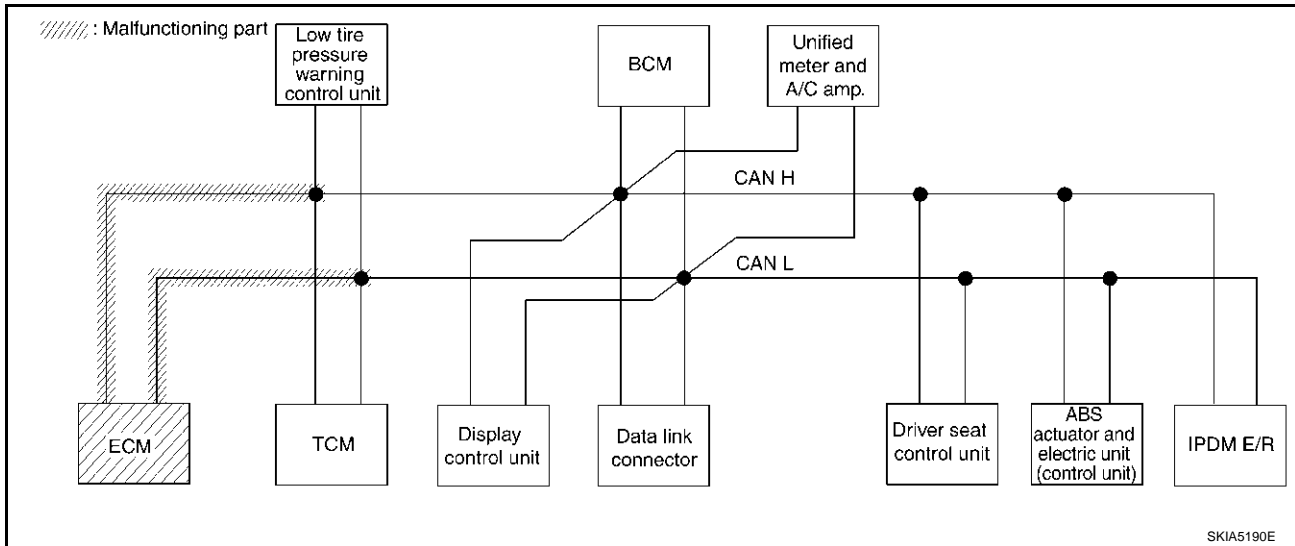 : Malfunctioning part
Low tire
pressure
warning
control unit
BCM
Unified
meter and
A/C amp.
CAN H
CAN L
ECM
TCM
Display
control unit
Data link
connector
Driver seat
control unit
ABS
actuator and
electric unit
(control unit)
IPDM E/R
SKIA5190E